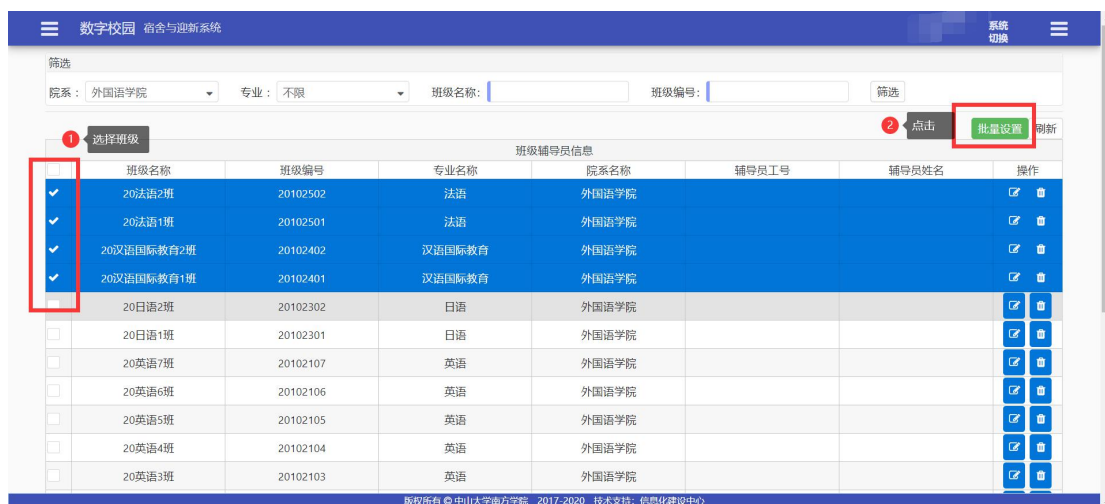 数字校园 宿舍与迎新系统 系统
切换
筛选
院系： 外国语学院 专业： 不限 班级名称: 班级编号: 筛选
1 选择班级 2 点击 批量设置 刷新
班级辅导员信息
班级名称 班级编号 专业名称 院系名称 辅导员工号 辅导员姓名 操作
20法语2班 20102502 法语 外国语学院
20法语1班 20102501 法语 外国语学院
20汉语国际教育2班 20102402 汉语国际教育 外国语学院
20汉语国际教育1班 20102401 汉语国际教育 外国语学院
20日语2班 20102302 日语 外国语学院
20日语1班 20102301 日语 外国语学院
20英语7班 20102107 英语 外国语学院
20英语6班 20102106 英语 外国语学院
20英语5班 20102105 英语 外国语学院
20英语4班 20102104 英语 外国语学院
20英语3班 20102103 英语 外国语学院
版权所有©中山大学南方学院 2017-2020 技术支持：信息化建设中心